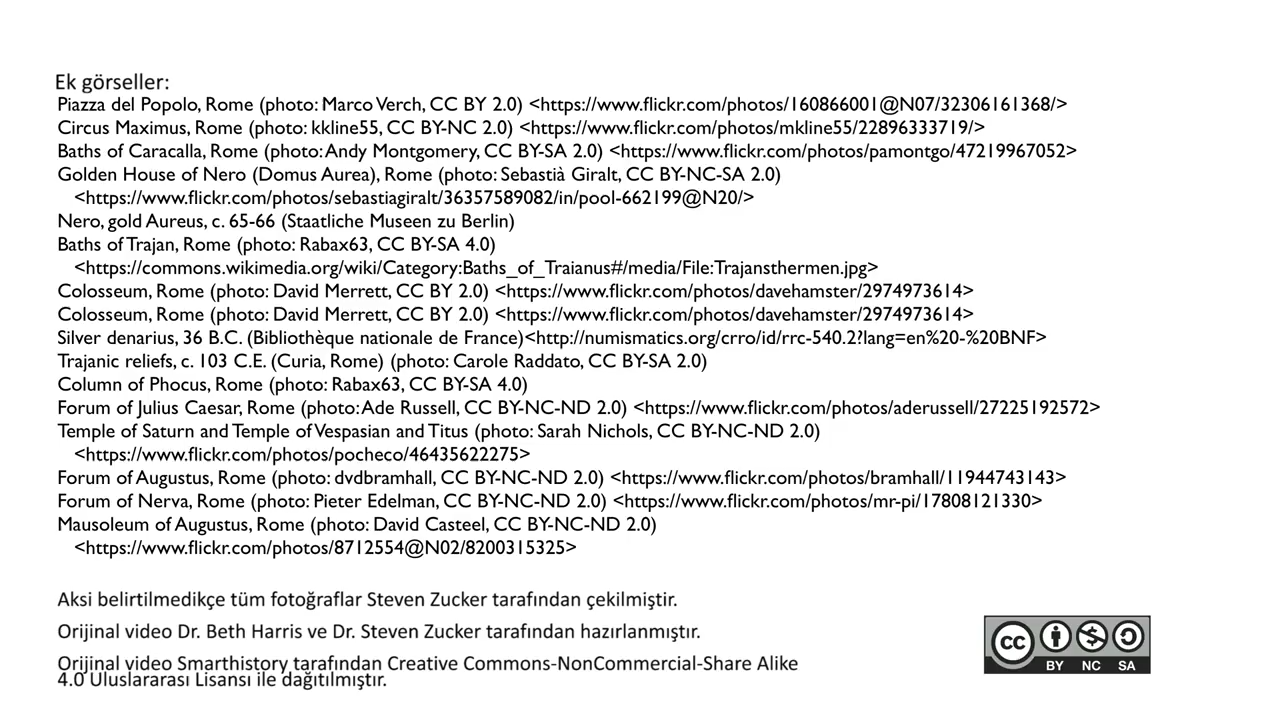 Ek görseller:
Piazza del Popolo, Rome (photo: Marco Verch, CC BY 2.0) <https://www.flickr.com/photos/160866001@N07/32306161368/>
Circus Maximus, Rome (photo: kkline55, CC BY-NC 2.0) <https://www.flickr.com/photos/mkline55/22896333719/>
Baths of Caracalla, Rome (photo: Andy Montgomery, CC BY-SA 2.0) <https://www.flickr.com/photos/pamontgo/47219967052>
Golden House of Nero (Domus Aurea), Rome (photo: Sebastià Giralt, CC BY-NC-SA 2.0)
<https://www.flickr.com/photos/sebastiagiralt/36357589082/in/pool-662199@N20/>
Nero, gold Aureus, c. 65-66 (Staatliche Museen zu Berlin)
Baths of Trajan, Rome (photo: Rabax63, CC BY-SA 4.0)
<https://commons.wikimedia.org/wiki/Category:Baths_of_Traianus#/media/File:Trajansthermen.jpg>
Colosseum, Rome (photo: David Merrett, CC BY 2.0) <https://www.flickr.com/photos/davehamster/2974973614>
Colosseum, Rome (photo: David Merrett, CC BY 2.0) <https://www.flickr.com/photos/davehamster/2974973614>
Silver denarius, 36 B.C. (Bibliothèque nationale de France)<http://numismatics.org/crro/id/rrc-540.2?lang=en%20-%20BNF>
Trajanic reliefs, c. 103 C.E. (Curia, Rome) (photo: Carole Raddato, CC BY-SA 2.0)
Column of Phocus, Rome (photo: Rabax63, CC BY-SA 4.0)
Forum of Julius Caesar, Rome (photo: Ade Russell, CC BY-NC-ND 2.0) <https://www.flickr.com/photos/aderussell/27225192572>
Temple of Saturn and Temple of Vespasian and Titus (photo: Sarah Nichols, CC BY-NC-ND 2.0)
<https://www.flickr.com/photos/pocheco/46435622275>
Forum of Augustus, Rome (photo: dvdbramhall, CC BY-NC-ND 2.0) <https://www.flickr.com/photos/bramhall/11944743143>
Forum of Nerva, Rome (photo: Pieter Edelman, CC BY-NC-ND 2.0) <https://www.flickr.com/photos/mr-pi/17808121330>
Mausoleum of Augustus, Rome (photo: David Casteel, CC BY-NC-ND 2.0)
<https://www.flickr.com/photos/8712554@N02/8200315325>
Aksi belirtilmedikçe tüm fotoğraflar Steven Zucker tarafından çekilmiştir.
Orijinal video Dr. Beth Harris ve Dr. Steven Zucker tarafından hazırlanmıştır.
Orijinal video Smarthistory tarafından Creative Commons-NonCommercial-Share Alike
4.0 Uluslararası Lisansı ile dağıtılmıştır.
cc
BY NC SA